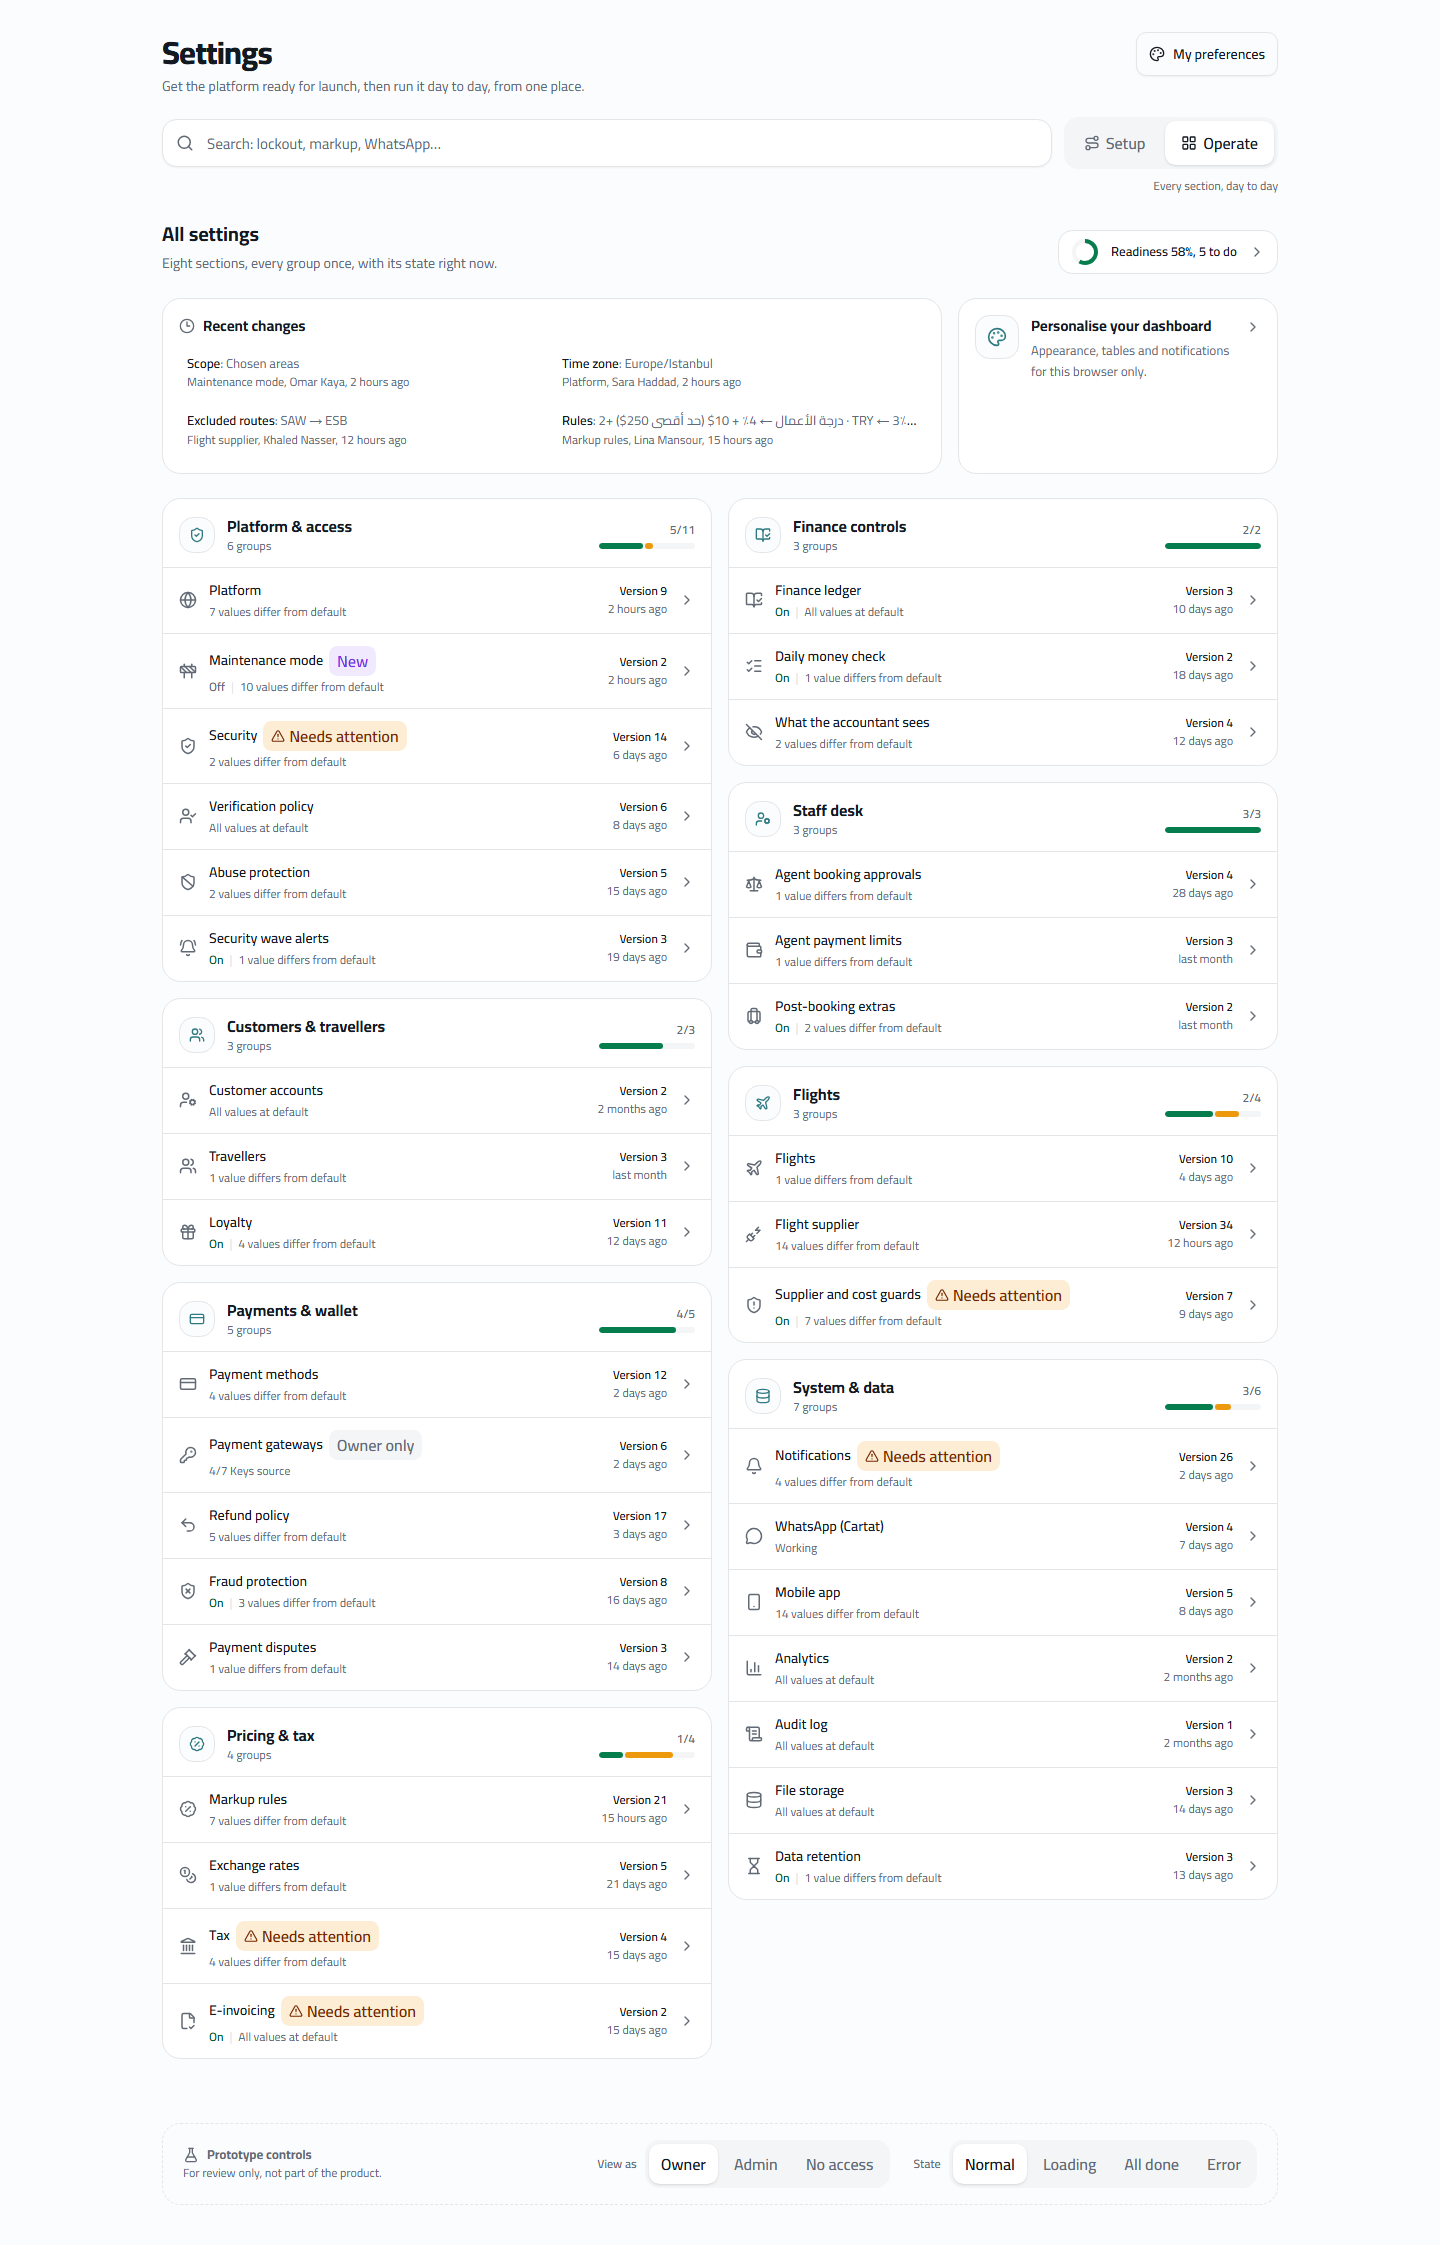 Settings
My preferences
Get the platform ready for launch, then run it day to day, from one place.
Search: lockout, markup, WhatsApp...
Setup
Operate
Every section, day to day
All settings
Eight sections, every group once, with its state right now.
Readiness 58%, 5 to do
Recent changes
Scope: Chosen areas
Maintenance mode, Omar Kaya, 2 hours ago
Time zone: Europe/Istanbul
Platform, Sara Haddad, 2 hours ago
Excluded routes: SAW → ESB
Flight supplier, Khaled Nasser, 12 hours ago
Rules: 2+ ($250 حد أقصى) $10 + ٪4 ← درجة الأعمال · TRY ← 3٪...
Markup rules, Lina Mansour, 15 hours ago
Personalise your dashboard
Appearance, tables and notifications
for this browser only.
Platform & access
6 groups
5/11
Platform
7 values differ from default
Version 9
2 hours ago
Maintenance mode New
Off | 10 values differ from default
Version 2
2 hours ago
Security Needs attention
2 values differ from default
Version 14
6 days ago
Verification policy
All values at default
Version 6
8 days ago
Abuse protection
2 values differ from default
Version 5
15 days ago
Security wave alerts
On | 1 value differs from default
Version 3
19 days ago
Customers & travellers
3 groups
2/3
Customer accounts
All values at default
Version 2
2 months ago
Travellers
1 value differs from default
Version 3
last month
Loyalty
On | 4 values differ from default
Version 11
12 days ago
Payments & wallet
5 groups
4/5
Payment methods
4 values differ from default
Version 12
2 days ago
Payment gateways Owner only
4/7 Keys source
Version 6
2 days ago
Refund policy
5 values differ from default
Version 17
3 days ago
Fraud protection
On | 3 values differ from default
Version 8
16 days ago
Payment disputes
1 value differs from default
Version 3
14 days ago
Pricing & tax
4 groups
1/4
Markup rules
7 values differ from default
Version 21
15 hours ago
Exchange rates
1 value differs from default
Version 5
21 days ago
Tax Needs attention
4 values differ from default
Version 4
15 days ago
E-invoicing Needs attention
On | All values at default
Version 2
15 days ago
Finance controls
3 groups
2/2
Finance ledger
On | All values at default
Version 3
10 days ago
Daily money check
On | 1 value differs from default
Version 2
18 days ago
What the accountant sees
2 values differ from default
Version 4
12 days ago
Staff desk
3 groups
3/3
Agent booking approvals
1 value differs from default
Version 4
28 days ago
Agent payment limits
1 value differs from default
Version 3
last month
Post-booking extras
On | 2 values differ from default
Version 2
last month
Flights
3 groups
2/4
Flights
1 value differs from default
Version 10
4 days ago
Flight supplier
14 values differ from default
Version 34
12 hours ago
Supplier and cost guards Needs attention
On | 7 values differ from default
Version 7
9 days ago
System & data
7 groups
3/6
Notifications Needs attention
4 values differ from default
Version 26
2 days ago
WhatsApp (Cartat)
Working
Version 4
7 days ago
Mobile app
14 values differ from default
Version 5
8 days ago
Analytics
All values at default
Version 2
2 months ago
Audit log
All values at default
Version 1
2 months ago
File storage
All values at default
Version 3
14 days ago
Data retention
On | 1 value differs from default
Version 3
13 days ago
Prototype controls
For review only, not part of the product.
View as
Owner
Admin
No access
State
Normal
Loading
All done
Error